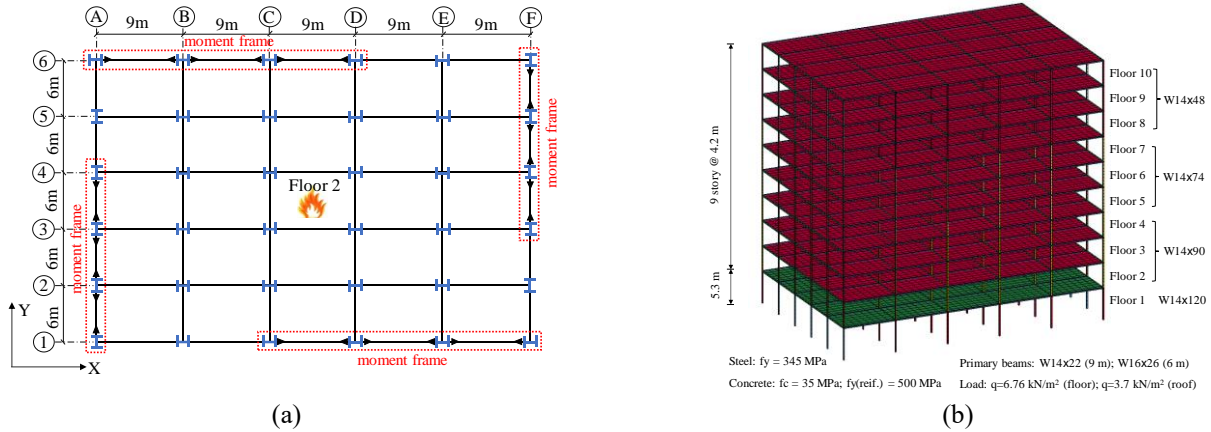 A B C D E F
9m 9m 9m 9m 9m
moment frame
6
6m
5
6m
4
6m
3
6m
2
6m
1
Floor 2
moment frame
moment frame
moment frame
Y
X
(a)
9 story @ 4.2 m
5.3 m
Floor 10
Floor 9
Floor 8
W14x48
Floor 7
Floor 6
Floor 5
W14x74
Floor 4
Floor 3
Floor 2
W14x90
Floor 1 W14x120
Steel: fy = 345 MPa
Primary beams: W14x22 (9 m); W16x26 (6 m)
Concrete: fc = 35 MPa; fy(reif.) = 500 MPa
Load: q=6.76 kN/m² (floor); q=3.7 kN/m² (roof)
(b)